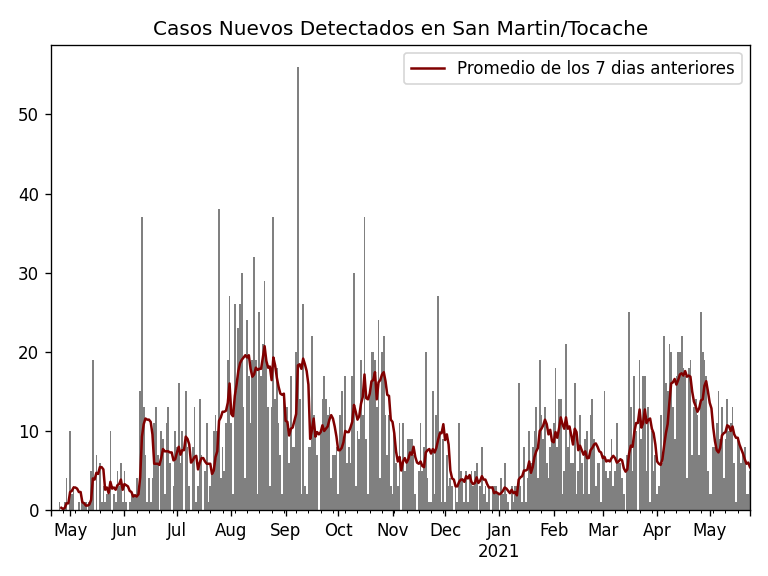 Casos Nuevos Detectados en San Martin/Tocache
Promedio de los 7 dias anteriores
50
40
30
20
10
0
May Jun Jul Aug Sep Oct Nov Dec Jan Feb Mar Apr May
2021